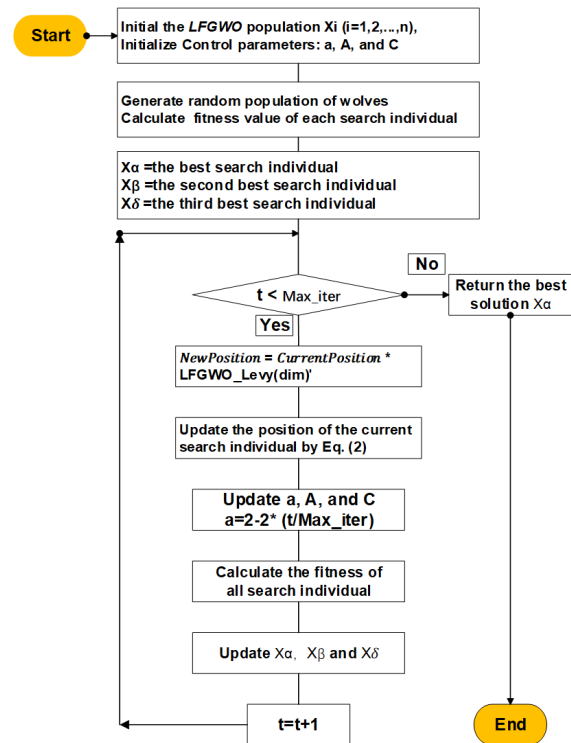 Start
Initial the LFGWO population Xi (i=1,2,...,n),
Initialize Control parameters: a, A, and C
Generate random population of wolves
Calculate fitness value of each search individual
Xα =the best search individual
Xβ =the second best search individual
Xδ =the third best search individual
No
t < Max_iter
Return the best
solution Xα
Yes
NewPosition = CurrentPosition *
LFGWO_Levy(dim)'
Update the position of the current
search individual by Eq. (2)
Update a, A, and C
a=2-2* (t/Max_iter)
Calculate the fitness of
all search individual
Update Xα, Xβ and Xδ
t=t+1
End